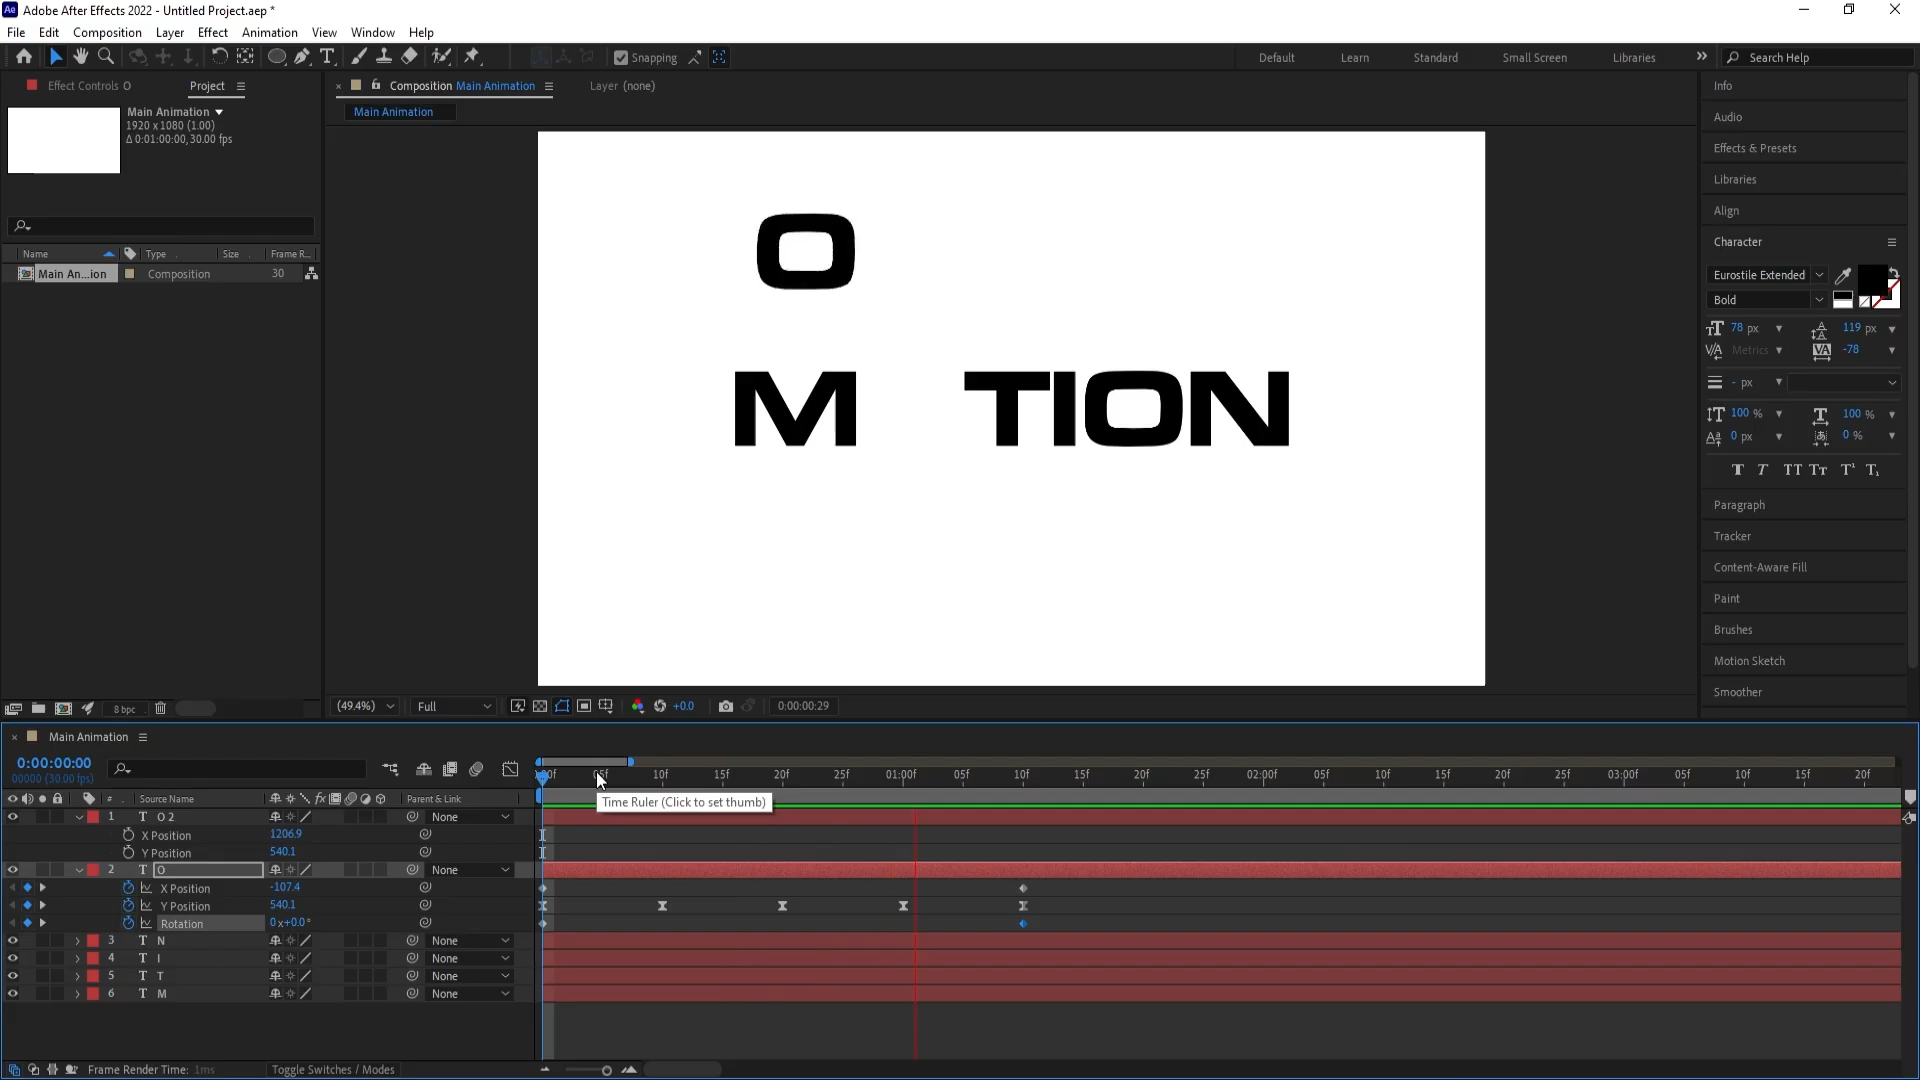 Ae Adobe After Effects 2022 - Untitled Project.aep *
File Edit Composition Layer Effect Animation View Window Help
Snapping
Default Learn Standard Small Screen Libraries
Search Help
Effect Controls O
Project
Composition Main Animation
Layer (none)
Main Animation
Main Animation
1920 x 1080 (1.00)
Δ 0:01:00:00, 30.00 fps
Name Type Size Frame R...
Main An...ion Composition 30
O
M TION
Info
Audio
Effects & Presets
Libraries
Align
Character
Eurostile Extended
Bold
78 px 119 px
Metrics -78
- px
100 % 100 %
0 px 0 %
T T TT Tт T¹ T₁
Paragraph
Tracker
Content-Aware Fill
Paint
Brushes
Motion Sketch
Smoother
8 bpc
(49.4%) Full +0.0 0:00:00:29
Main Animation
0:00:00:00
00000 (30.00 fps)
05f 10f 15f 20f 25f 01:00f 05f 10f 15f 20f 25f 02:00f 05f 10f 15f 20f 25f 03:00f 05f 10f 15f 20f
# Source Name fx Parent & Link
Time Ruler (Click to set thumb)
1 T O 2 None
X Position 1206.9
Y Position 540.1
2 T O None
X Position -107.4
Y Position 540.1
Rotation 0x+0.0°
3 T N None
4 T I None
5 T T None
6 T M None
Frame Render Time: 1ms
Toggle Switches / Modes